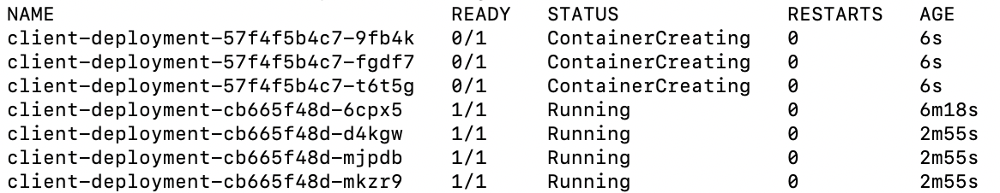 NAME READY STATUS RESTARTS AGE
client-deployment-57f4f5b4c7-9fb4k 0/1 ContainerCreating 0 6s
client-deployment-57f4f5b4c7-fgdf7 0/1 ContainerCreating 0 6s
client-deployment-57f4f5b4c7-t6t5g 0/1 ContainerCreating 0 6s
client-deployment-cb665f48d-6cpx5 1/1 Running 0 6m18s
client-deployment-cb665f48d-d4kgw 1/1 Running 0 2m55s
client-deployment-cb665f48d-mjpdb 1/1 Running 0 2m55s
client-deployment-cb665f48d-mkzr9 1/1 Running 0 2m55s